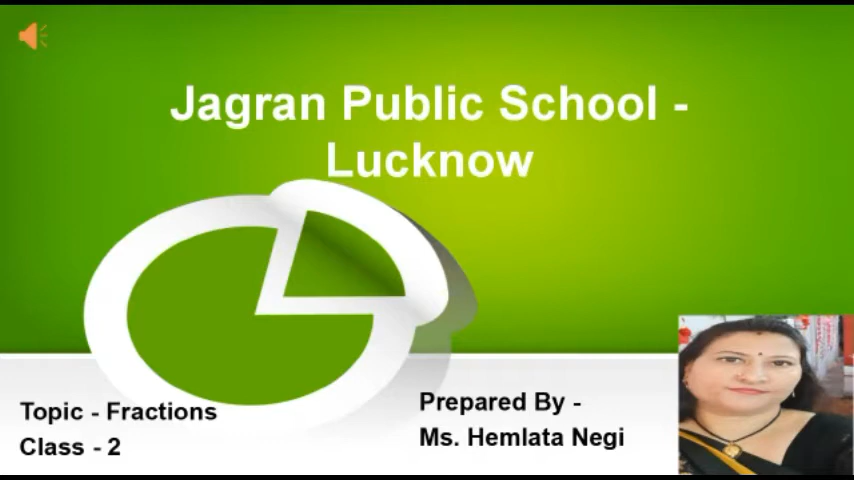 Jagran Public School -
Lucknow
Topic - Fractions
Class - 2
Prepared By -
Ms. Hemlata Negi